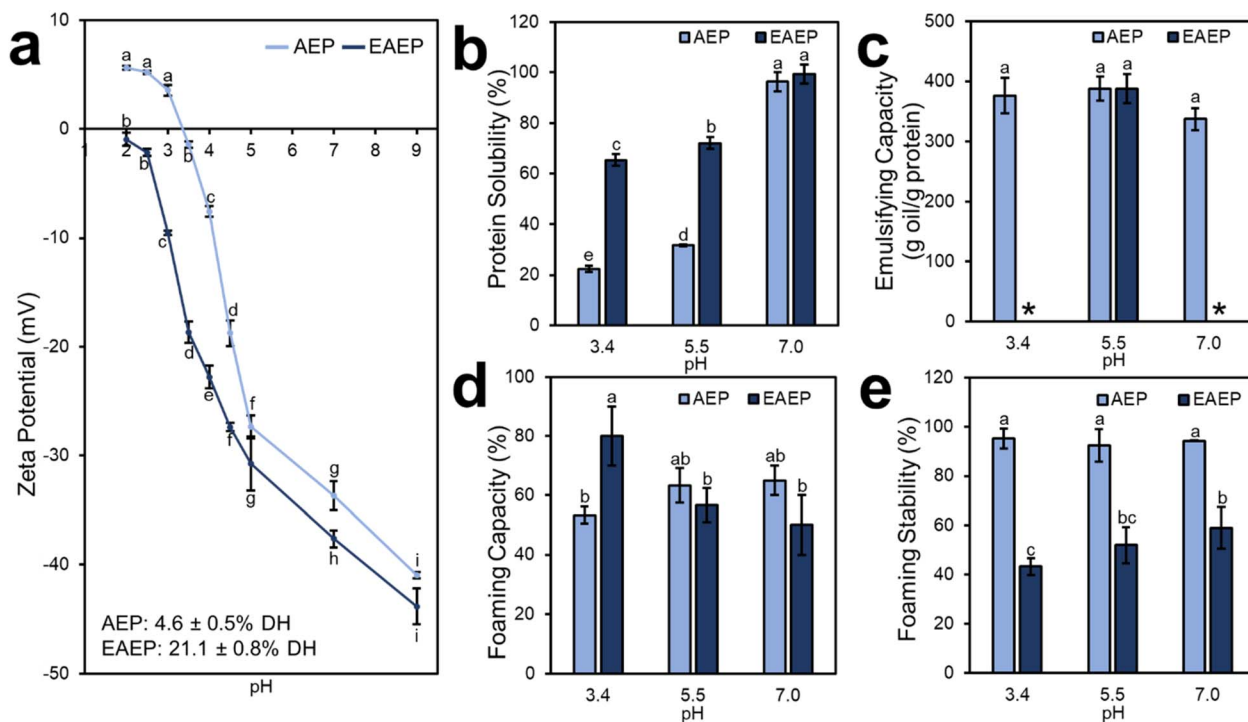 a
10
0
-10
-20
-30
-40
-50
Zeta Potential (mV)
AEP EAEP
1 2 3 4 5 6 7 8 9
a a a
b
c
d
f
g
i
b
b
c
d
e
f
g
h
i
AEP: 4.6 ± 0.5% DH
EAEP: 21.1 ± 0.8% DH
pH
b
120
100
80
60
40
20
0
Protein Solubility (%)
AEP EAEP
e c d b a a
3.4 5.5 7.0
pH
c
500
400
300
200
100
0
Emulsifying Capacity
(g oil/g protein)
AEP EAEP
a * a a a *
3.4 5.5 7.0
pH
d
100
80
60
40
20
0
Foaming Capacity (%)
AEP EAEP
b a ab b ab b
3.4 5.5 7.0
pH
e
120
100
80
60
40
20
0
Foaming Stability (%)
AEP EAEP
a c a bc a b
3.4 5.5 7.0
pH